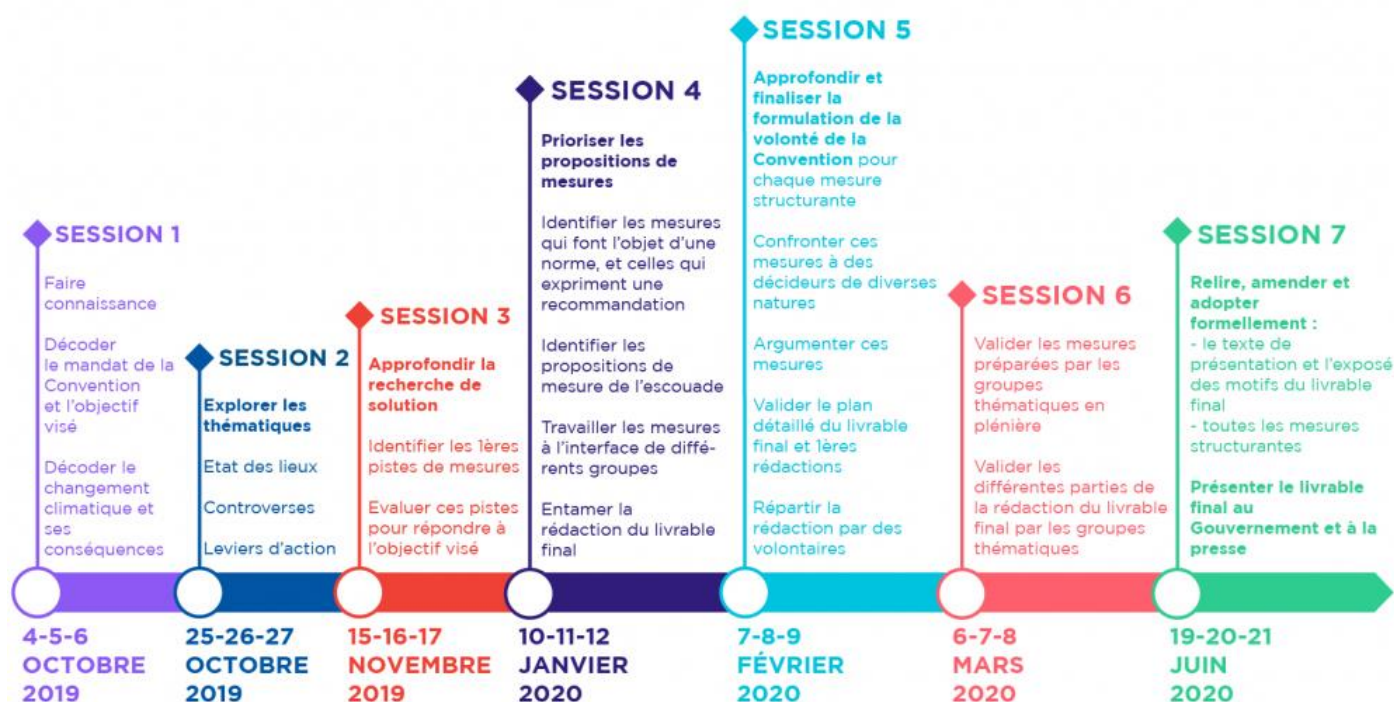 SESSION 1
Faire
connaissance
Décoder
le mandat de la
Convention
et l'objectif
visé
Décoder le
changement
climatique et
ses
conséquences
4-5-6
OCTOBRE
2019
SESSION 2
Explorer les
thématiques
Etat des lieux
Controverses
Leviers d'action
25-26-27
OCTOBRE
2019
SESSION 3
Approfondir la
recherche de
solution
Identifier les 1ères
pistes de mesures
Evaluer ces pistes
pour répondre à
l'objectif visé
15-16-17
NOVEMBRE
2019
SESSION 4
Prioriser les
propositions de
mesures
Identifier les mesures
qui font l'objet d'une
norme, et celles qui
expriment une
recommandation
Identifier les
propositions de
mesure de l'escouade
Travailler les mesures
à l'interface de diffé-
rents groupes
Entamer la
rédaction du livrable
final
10-11-12
JANVIER
2020
SESSION 5
Approfondir et
finaliser la
formulation de la
volonté de la
Convention pour
chaque mesure
structurante
Confronter ces
mesures à des
décideurs de diverses
natures
Argumenter ces
mesures
Valider le plan
détaillé du livrable
final et 1ères
rédactions
Répartir la
rédaction par des
volontaires
7-8-9
FÉVRIER
2020
SESSION 6
Valider les mesures
préparées par les
groupes
thématiques en
plénière
Valider les
différentes parties de
la rédaction du livrable
final par les groupes
thématiques
6-7-8
MARS
2020
SESSION 7
Relire, amender et
adopter
formellement :
- le texte de
présentation et l'exposé
des motifs du livrable
final
- toutes les mesures
structurantes
Présenter le livrable
final au
Gouvernement et à la
presse
19-20-21
JUIN
2020